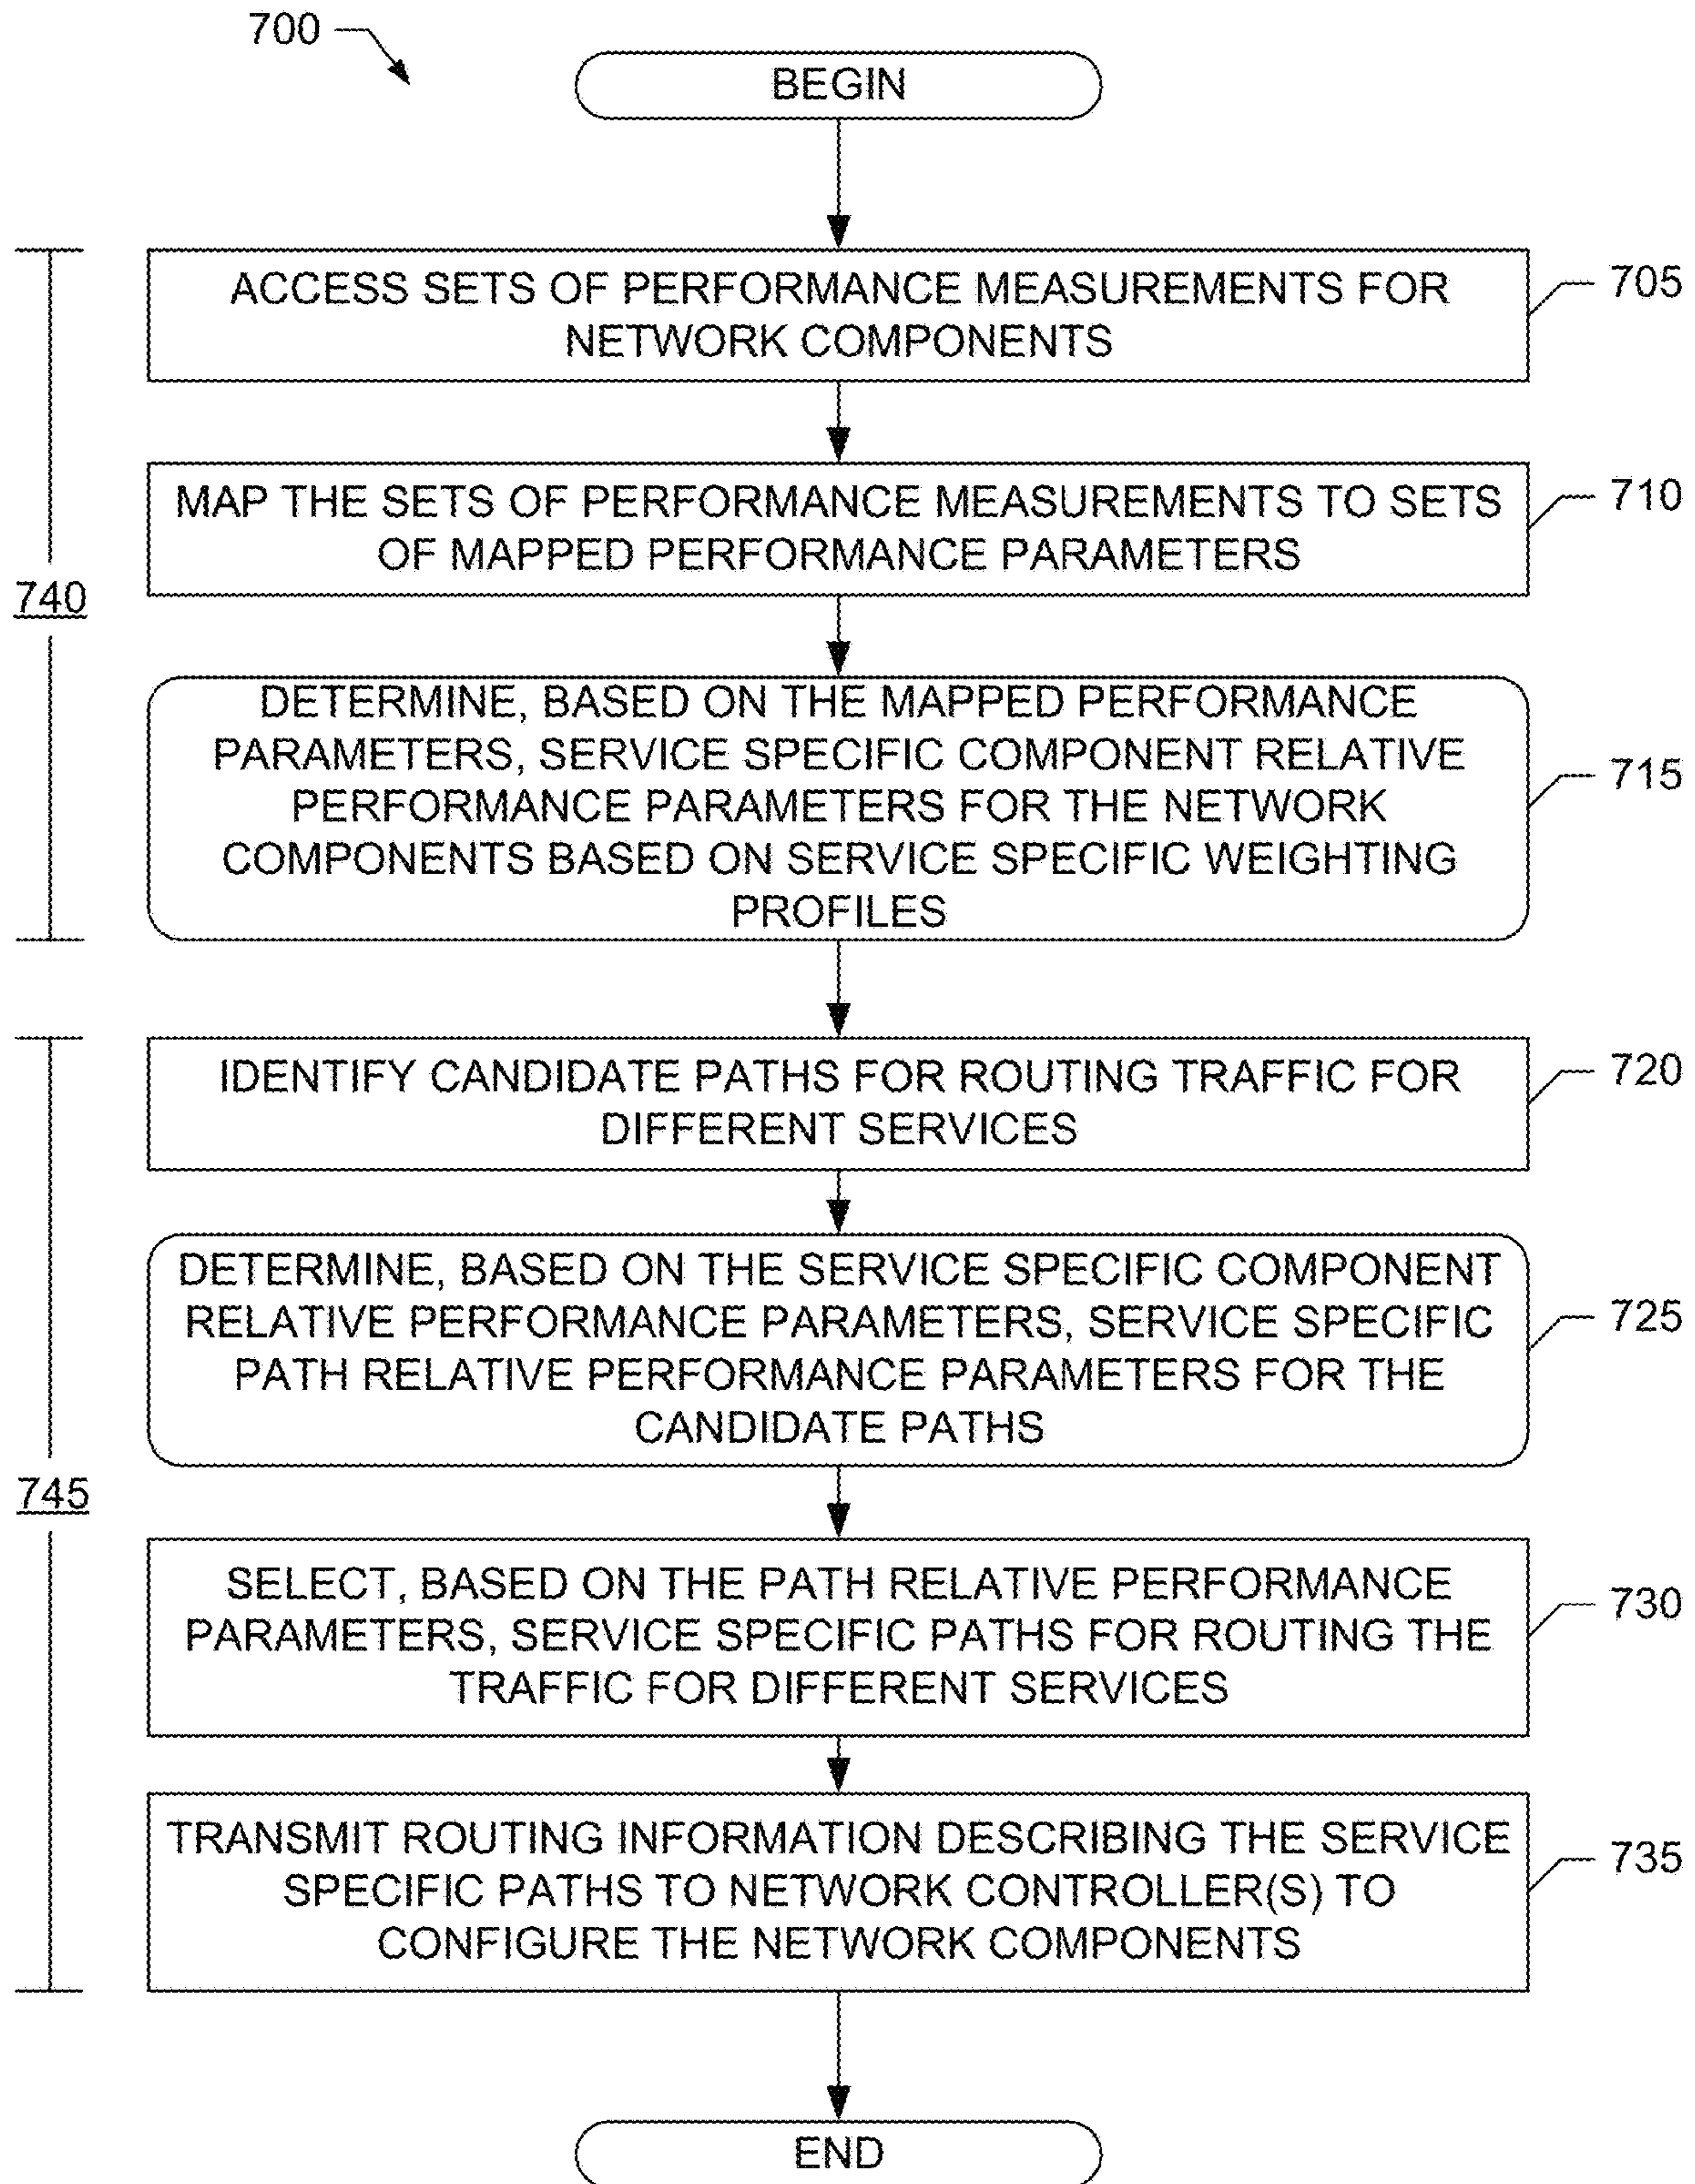 700
BEGIN
ACCESS SETS OF PERFORMANCE MEASUREMENTS FOR
NETWORK COMPONENTS
705
MAP THE SETS OF PERFORMANCE MEASUREMENTS TO SETS
OF MAPPED PERFORMANCE PARAMETERS
710
740
DETERMINE, BASED ON THE MAPPED PERFORMANCE
PARAMETERS, SERVICE SPECIFIC COMPONENT RELATIVE
PERFORMANCE PARAMETERS FOR THE NETWORK
COMPONENTS BASED ON SERVICE SPECIFIC WEIGHTING
PROFILES
715
IDENTIFY CANDIDATE PATHS FOR ROUTING TRAFFIC FOR
DIFFERENT SERVICES
720
DETERMINE, BASED ON THE SERVICE SPECIFIC COMPONENT
RELATIVE PERFORMANCE PARAMETERS, SERVICE SPECIFIC
PATH RELATIVE PERFORMANCE PARAMETERS FOR THE
CANDIDATE PATHS
725
745
SELECT, BASED ON THE PATH RELATIVE PERFORMANCE
PARAMETERS, SERVICE SPECIFIC PATHS FOR ROUTING THE
TRAFFIC FOR DIFFERENT SERVICES
730
TRANSMIT ROUTING INFORMATION DESCRIBING THE SERVICE
SPECIFIC PATHS TO NETWORK CONTROLLER(S) TO
CONFIGURE THE NETWORK COMPONENTS
735
END